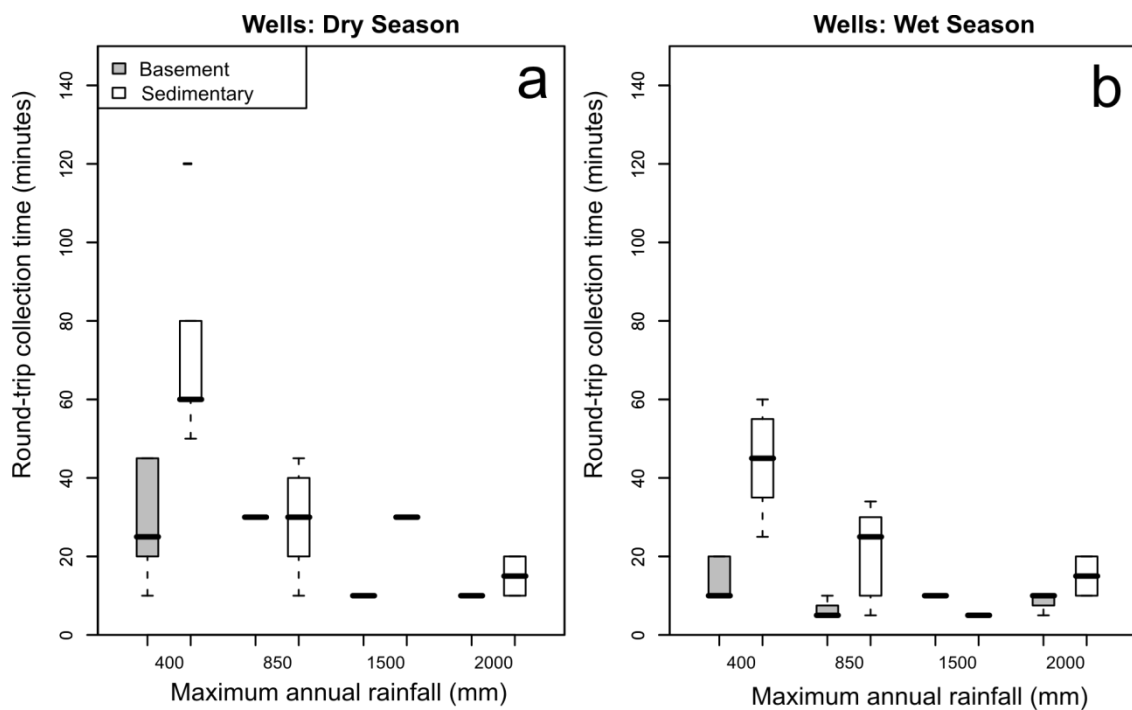 Wells: Dry Season
Basement
Sedimentary
a
Round-trip collection time (minutes)
140
120
100
80
60
40
20
0
400 850 1500 2000
Maximum annual rainfall (mm)
Wells: Wet Season
b
Round-trip collection time (minutes)
140
120
100
80
60
40
20
0
400 850 1500 2000
Maximum annual rainfall (mm)